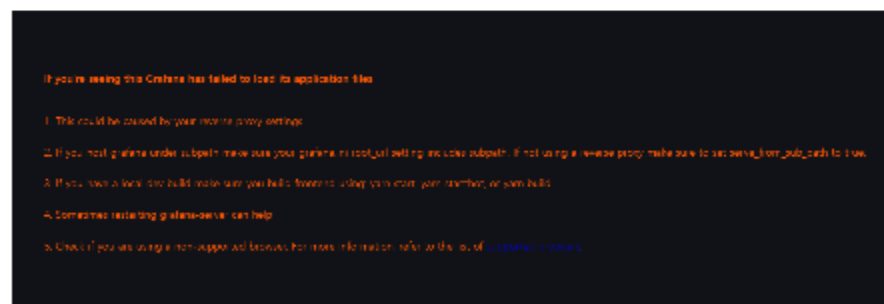 If you're seeing this Grafana has failed to load its application files
1. This could be caused by your reverse proxy settings.
2. If you host grafana under subpath make sure your grafana.ini root_url setting includes subpath. If not using a reverse proxy make sure to set serve_from_sub_path to true.
3. If you have a local dev build make sure you build frontend using: yarn start, yarn start:hot, or yarn build
4. Sometimes restarting grafana-server can help
5. Check if you are using a non-supported browser. For more information, refer to the list of supported browsers.